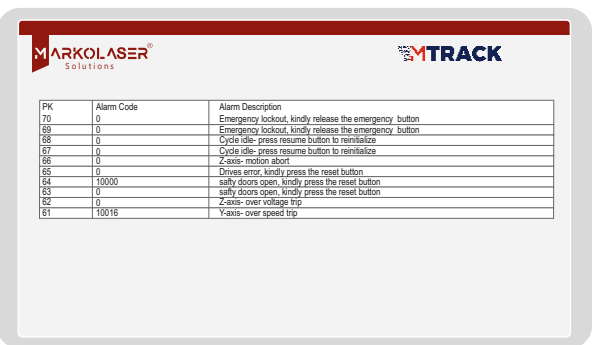 MARKOLASER®
Solutions
MTRACK
PK Alarm Code Alarm Description
70 0 Emergency lockout, kindly release the emergency button
69 0 Emergency lockout, kindly release the emergency button
68 0 Cycle idle- press resume button to reinitialize
67 0 Cycle idle- press resume button to reinitialize
66 0 Z-axis- motion abort
65 0 Drives error, kindly press the reset button
64 10000 safty doors open, kindly press the reset button
63 0 safty doors open, kindly press the reset button
62 0 Z-axis- over voltage trip
61 10016 Y-axis- over speed trip